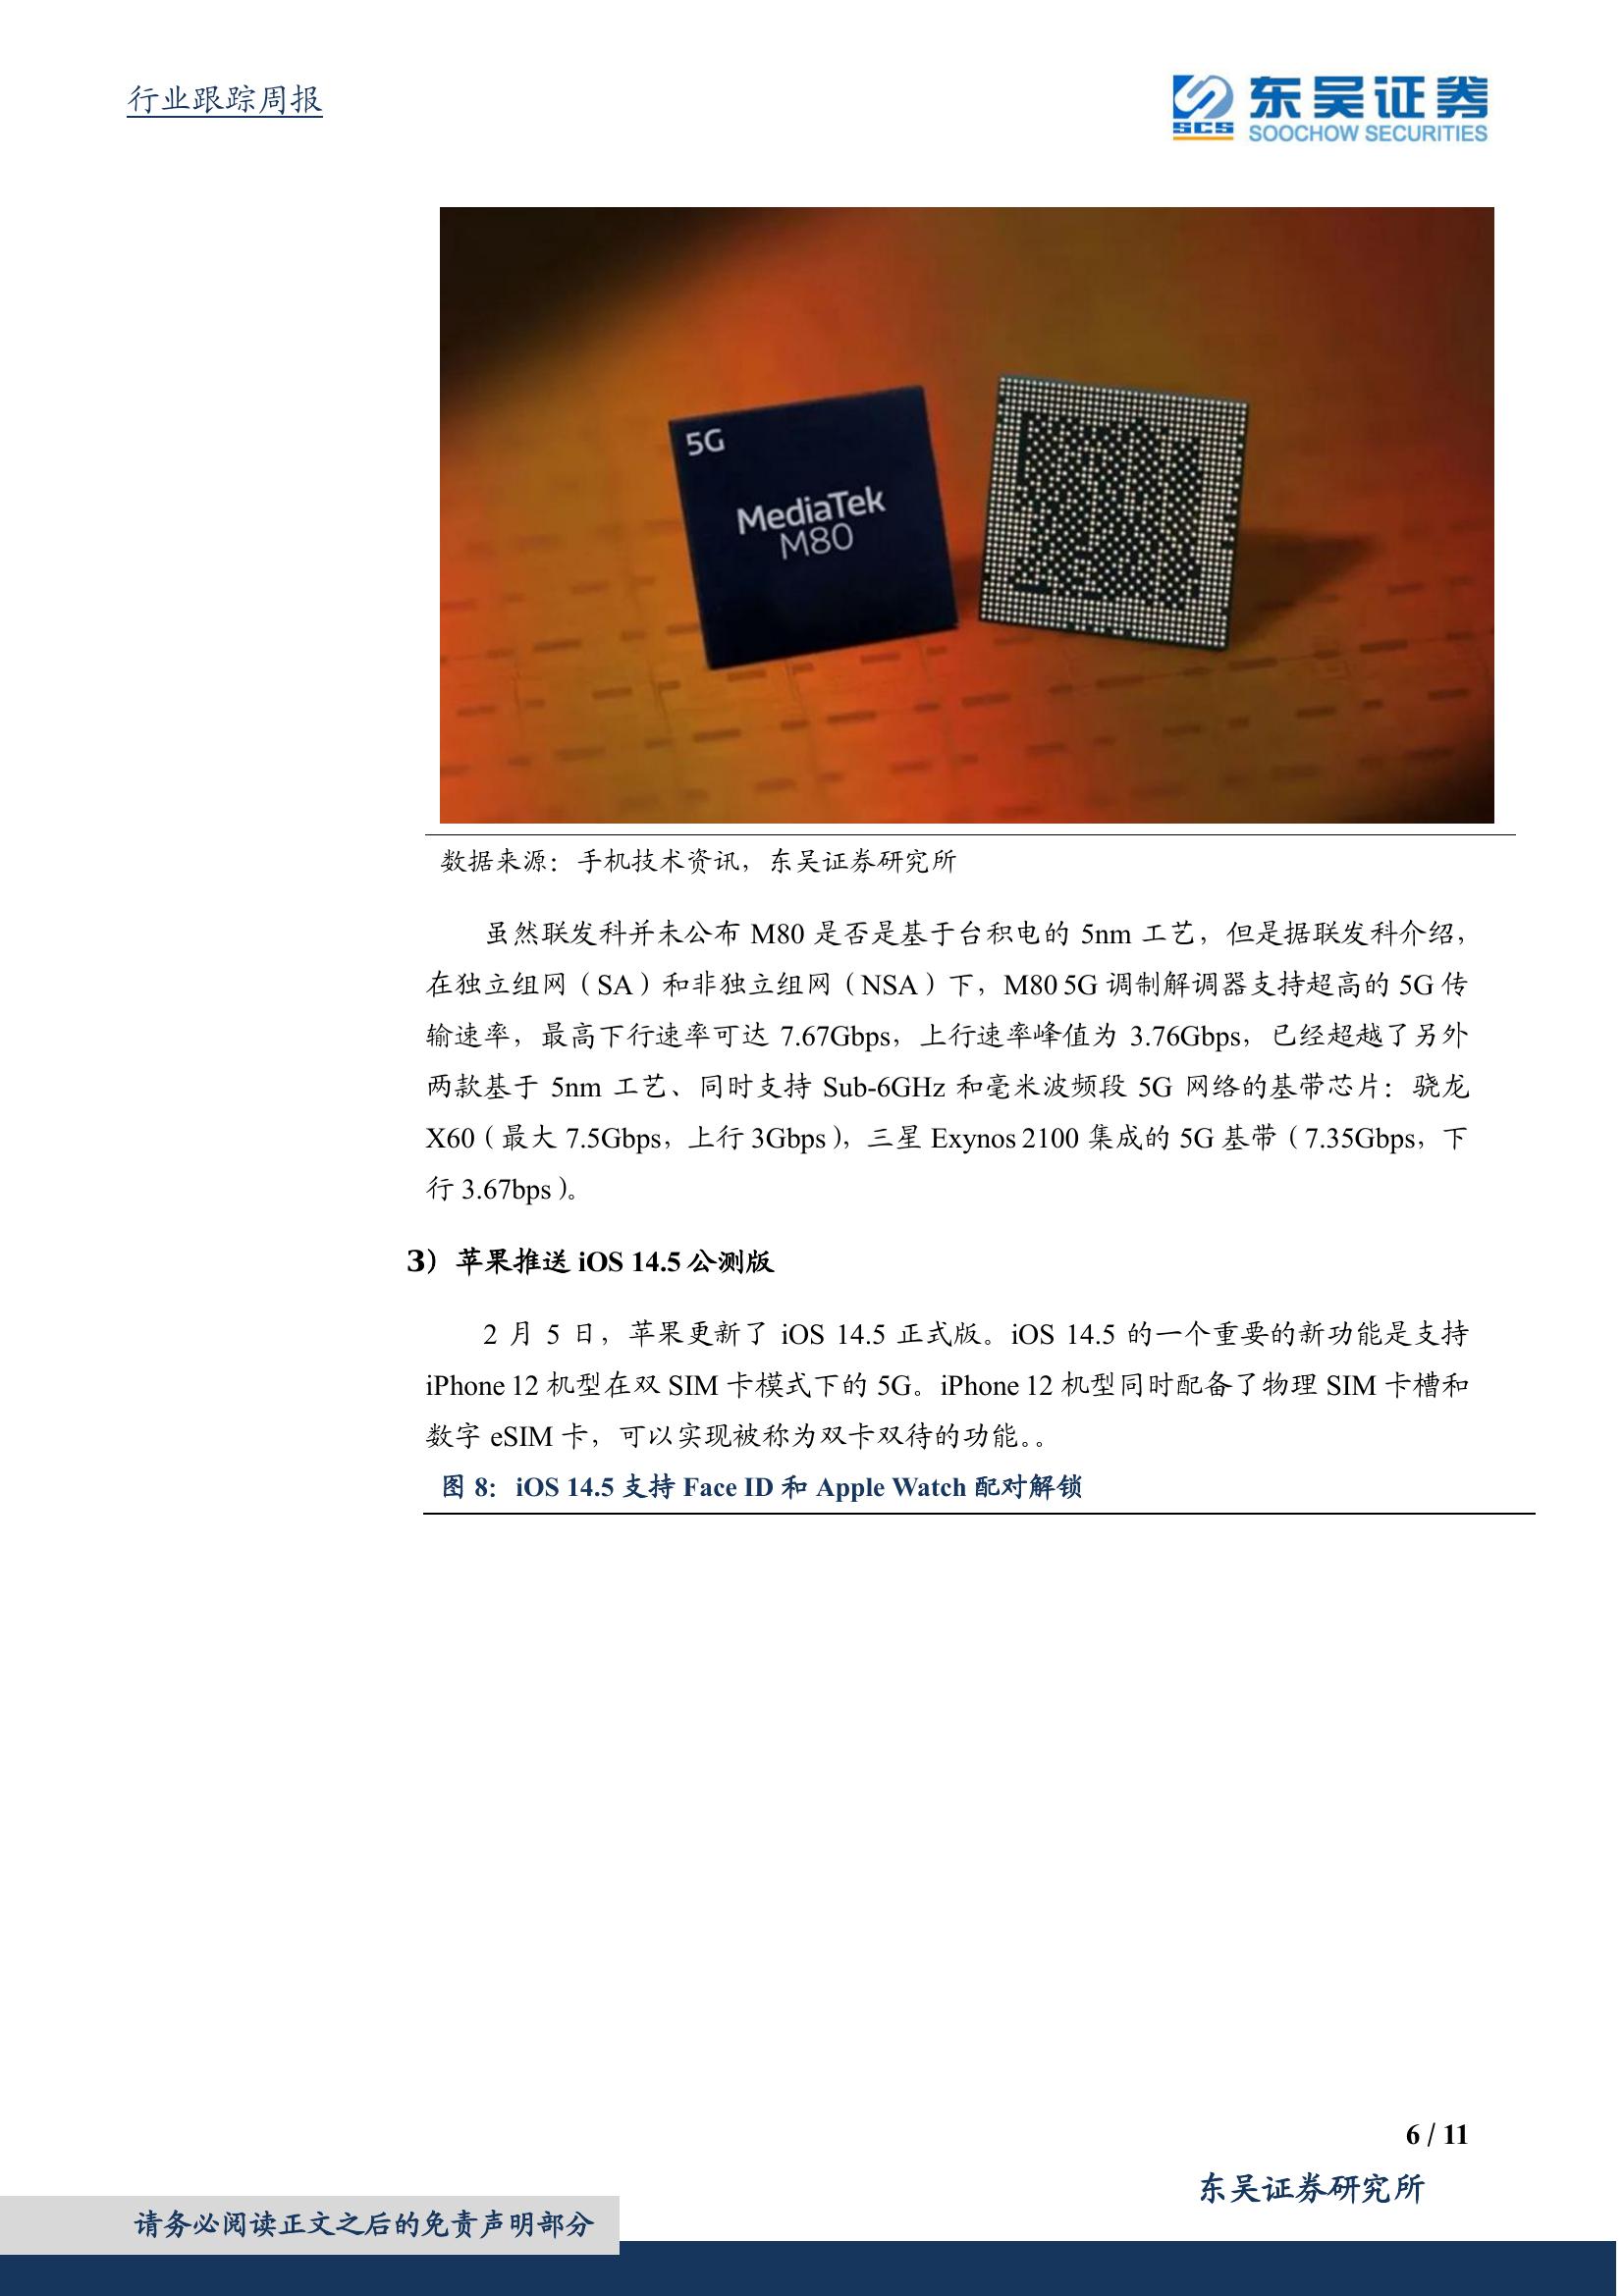 行业跟踪周报
SCS
东吴证券
SOOCHOW SECURITIES
5G
MediaTek
M80
数据来源：手机技术资讯，东吴证券研究所
虽然联发科并未公布 M80 是否是基于台积电的 5nm 工艺，但是据联发科介绍，
在独立组网（SA）和非独立组网（NSA）下，M80 5G 调制解调器支持超高的 5G 传
输速率，最高下行速率可达 7.67Gbps，上行速率峰值为 3.76Gbps，已经超越了另外
两款基于 5nm 工艺、同时支持 Sub-6GHz 和毫米波频段 5G 网络的基带芯片：骁龙
X60（最大 7.5Gbps，上行 3Gbps），三星 Exynos 2100 集成的 5G 基带（7.35Gbps，下
行 3.67bps）。
3）苹果推送 iOS 14.5 公测版
2 月 5 日，苹果更新了 iOS 14.5 正式版。iOS 14.5 的一个重要的新功能是支持
iPhone 12 机型在双 SIM 卡模式下的 5G。iPhone 12 机型同时配备了物理 SIM 卡槽和
数字 eSIM 卡，可以实现被称为双卡双待的功能。。
图 8：iOS 14.5 支持 Face ID 和 Apple Watch 配对解锁
6 / 11
东吴证券研究所
请务必阅读正文之后的免责声明部分